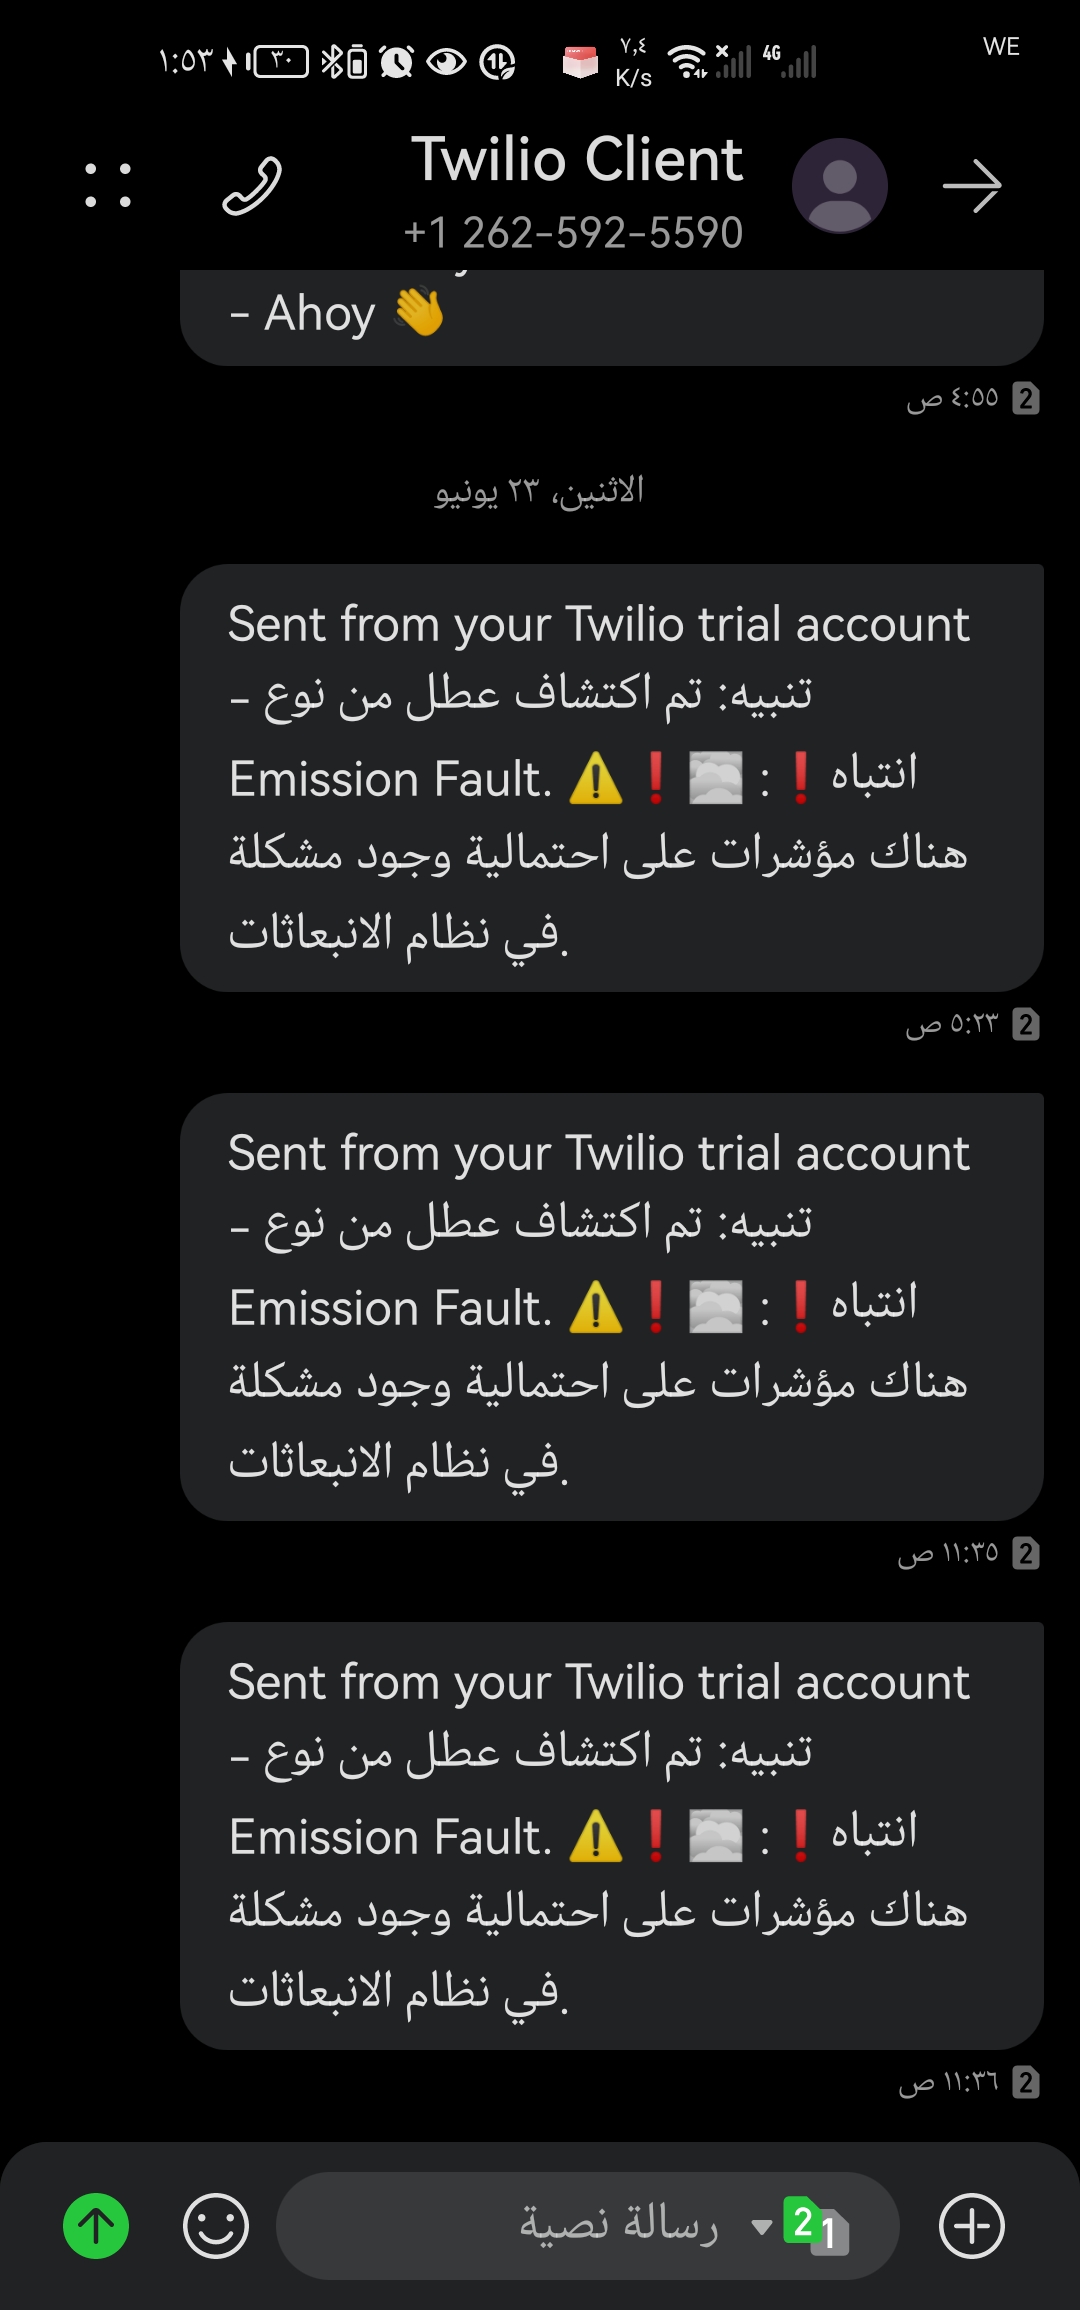 ١:٥٣
٣٠
٧,٤
K/s
4G
WE
Twilio Client
+1 262-592-5590
- Ahoy 👋
٤:٥٥ ص
2
الاثنين، ٢٣ يونيو
Sent from your Twilio trial account
- تنبيه: تم اكتشاف عطل من نوع
Emission Fault. ⚠️❗🌫️:❗انتباه
هناك مؤشرات على احتمالية وجود مشكلة
في نظام الانبعاثات.
٥:٢٣ ص
2
Sent from your Twilio trial account
- تنبيه: تم اكتشاف عطل من نوع
Emission Fault. ⚠️❗🌫️:❗انتباه
هناك مؤشرات على احتمالية وجود مشكلة
في نظام الانبعاثات.
١١:٣٥ ص
2
Sent from your Twilio trial account
- تنبيه: تم اكتشاف عطل من نوع
Emission Fault. ⚠️❗🌫️:❗انتباه
هناك مؤشرات على احتمالية وجود مشكلة
في نظام الانبعاثات.
١١:٣٦ ص
2
رسالة نصية
2
1